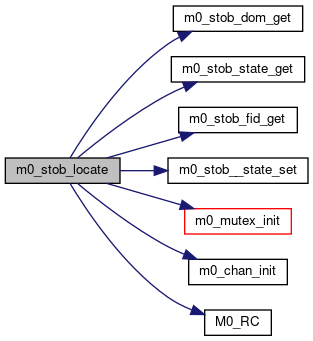 m0_stob_dom_get
m0_stob_state_get
m0_stob_fid_get
m0_stob_locate
m0_stob__state_set
m0_mutex_init
m0_chan_init
M0_RC